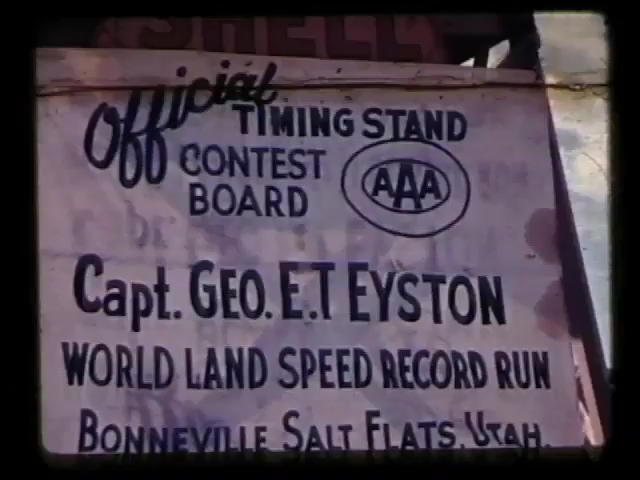 SHELL
Official
TIMING STAND
CONTEST
BOARD
AAA
Capt. GEO. E.T EYSTON
WORLD LAND SPEED RECORD RUN
BONNEVILLE SALT FLATS, UTAH.